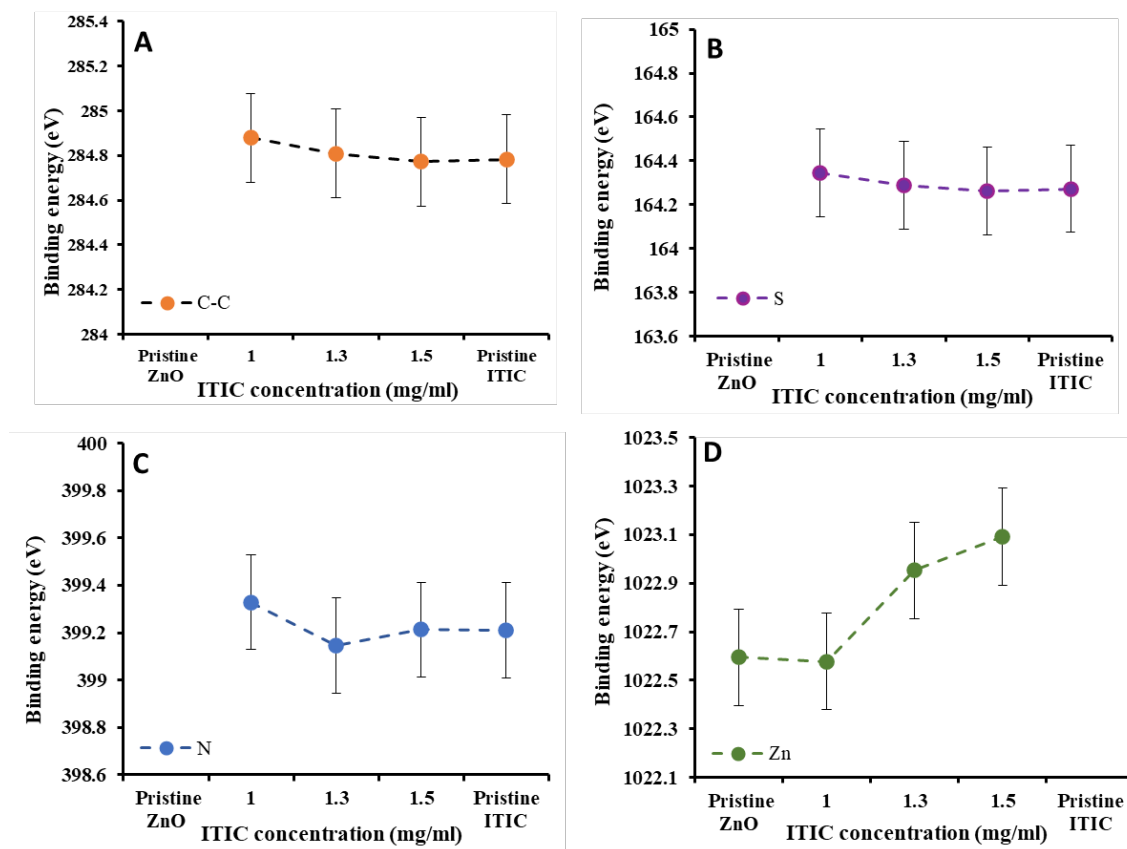 A
Binding energy (eV)
285.4
285.2
285
284.8
284.6
284.4
284.2
284
C-C
Pristine ZnO
1
1.3
1.5
Pristine ITIC
ITIC concentration (mg/ml)
B
Binding energy (eV)
165
164.8
164.6
164.4
164.2
164
163.8
163.6
S
Pristine ZnO
1
1.3
1.5
Pristine ITIC
ITIC concentration (mg/ml)
C
Binding energy (eV)
400
399.8
399.6
399.4
399.2
399
398.8
398.6
N
Pristine ZnO
1
1.3
1.5
Pristine ITIC
ITIC concentration (mg/ml)
D
Binding energy (eV)
1023.5
1023.3
1023.1
1022.9
1022.7
1022.5
1022.3
1022.1
Zn
Pristine ZnO
1
1.3
1.5
Pristine ITIC
ITIC concentration (mg/ml)